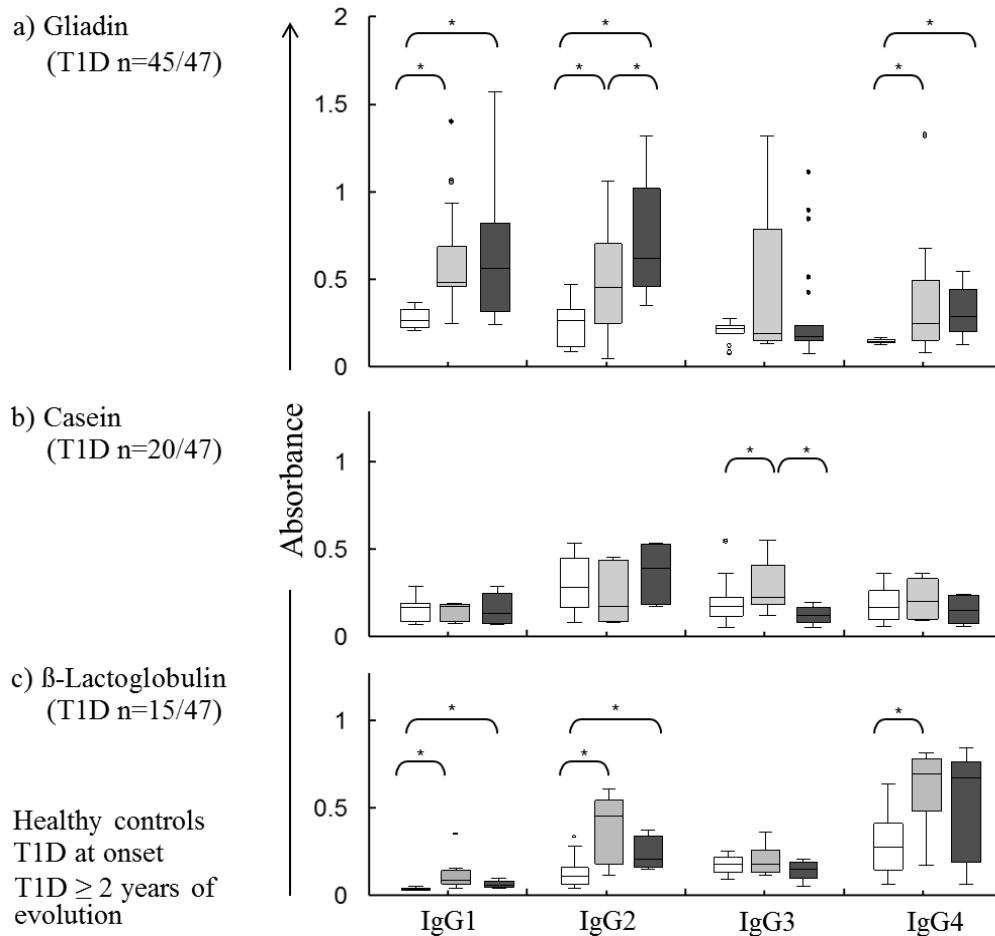 a) Gliadin
(T1D n=45/47)
2
1.5
1
0.5
0
* * * * * * *
b) Casein
(T1D n=20/47)
1
0.5
0
* *
Absorbance
c) ß-Lactoglobulin
(T1D n=15/47)
1
0.5
0
* * * * *
Healthy controls
T1D at onset
T1D ≥ 2 years of
evolution
IgG1 IgG2 IgG3 IgG4